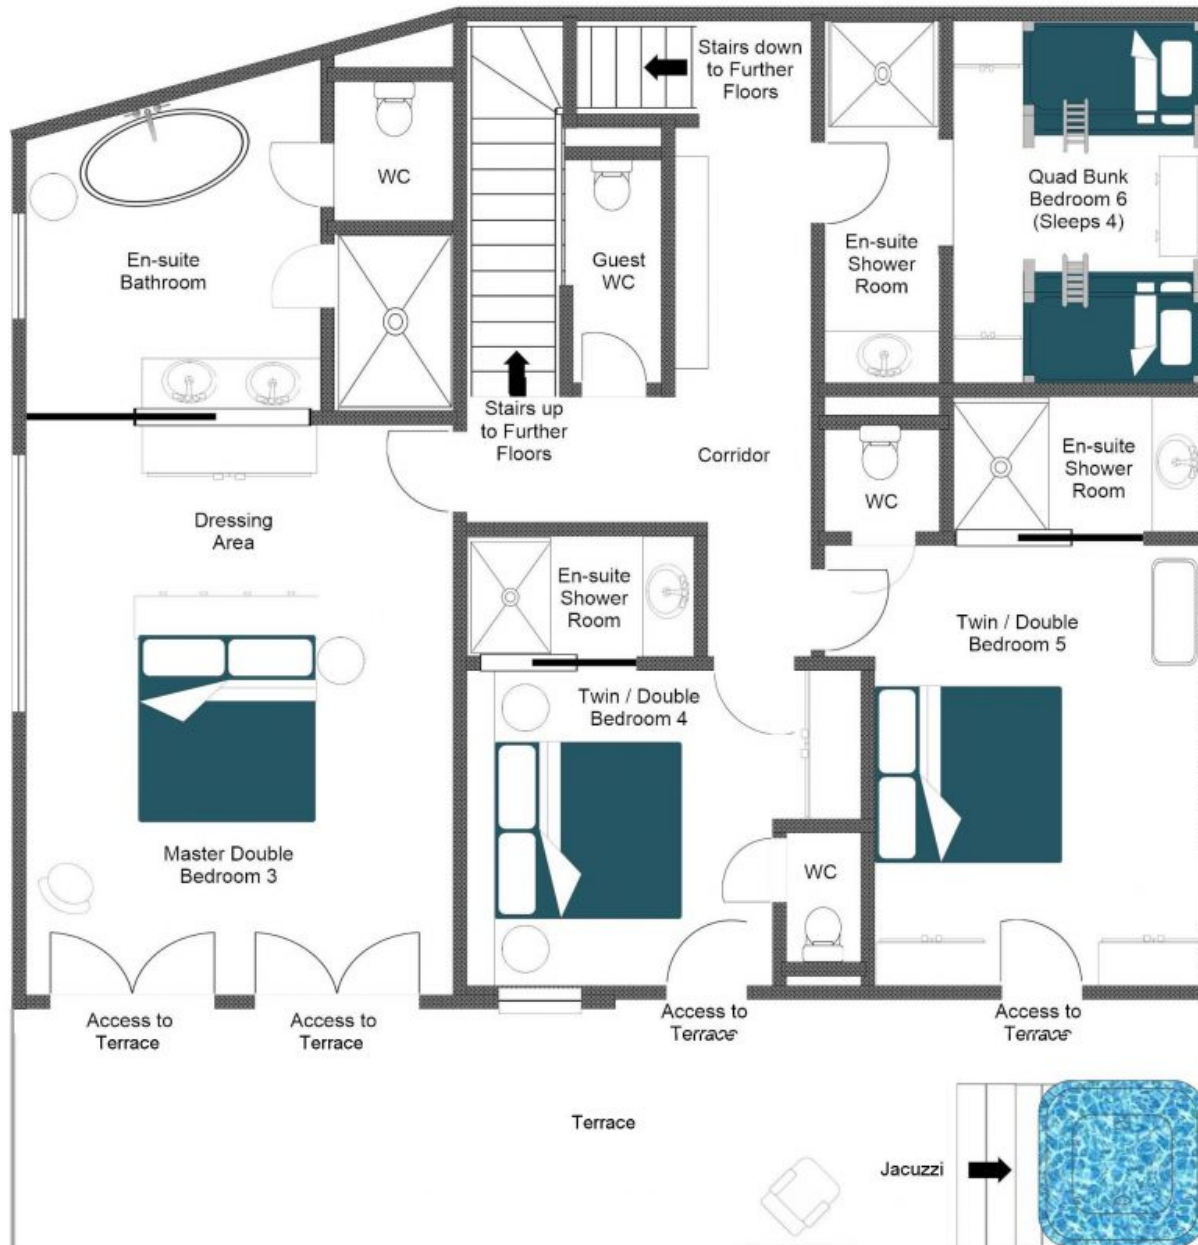 Stairs down
to Further
Floors
WC
Quad Bunk
Bedroom 6
(Sleeps 4)
En-suite
Bathroom
Guest
WC
En-suite
Shower
Room
Stairs up
to Further
Floors
Corridor
En-suite
Shower
Room
WC
Dressing
Area
En-suite
Shower
Room
Twin / Double
Bedroom 5
Twin / Double
Bedroom 4
Master Double
Bedroom 3
WC
Access to
Terrace
Access to
Terrace
Access to
Terrace
Access to
Terrace
Terrace
Jacuzzi